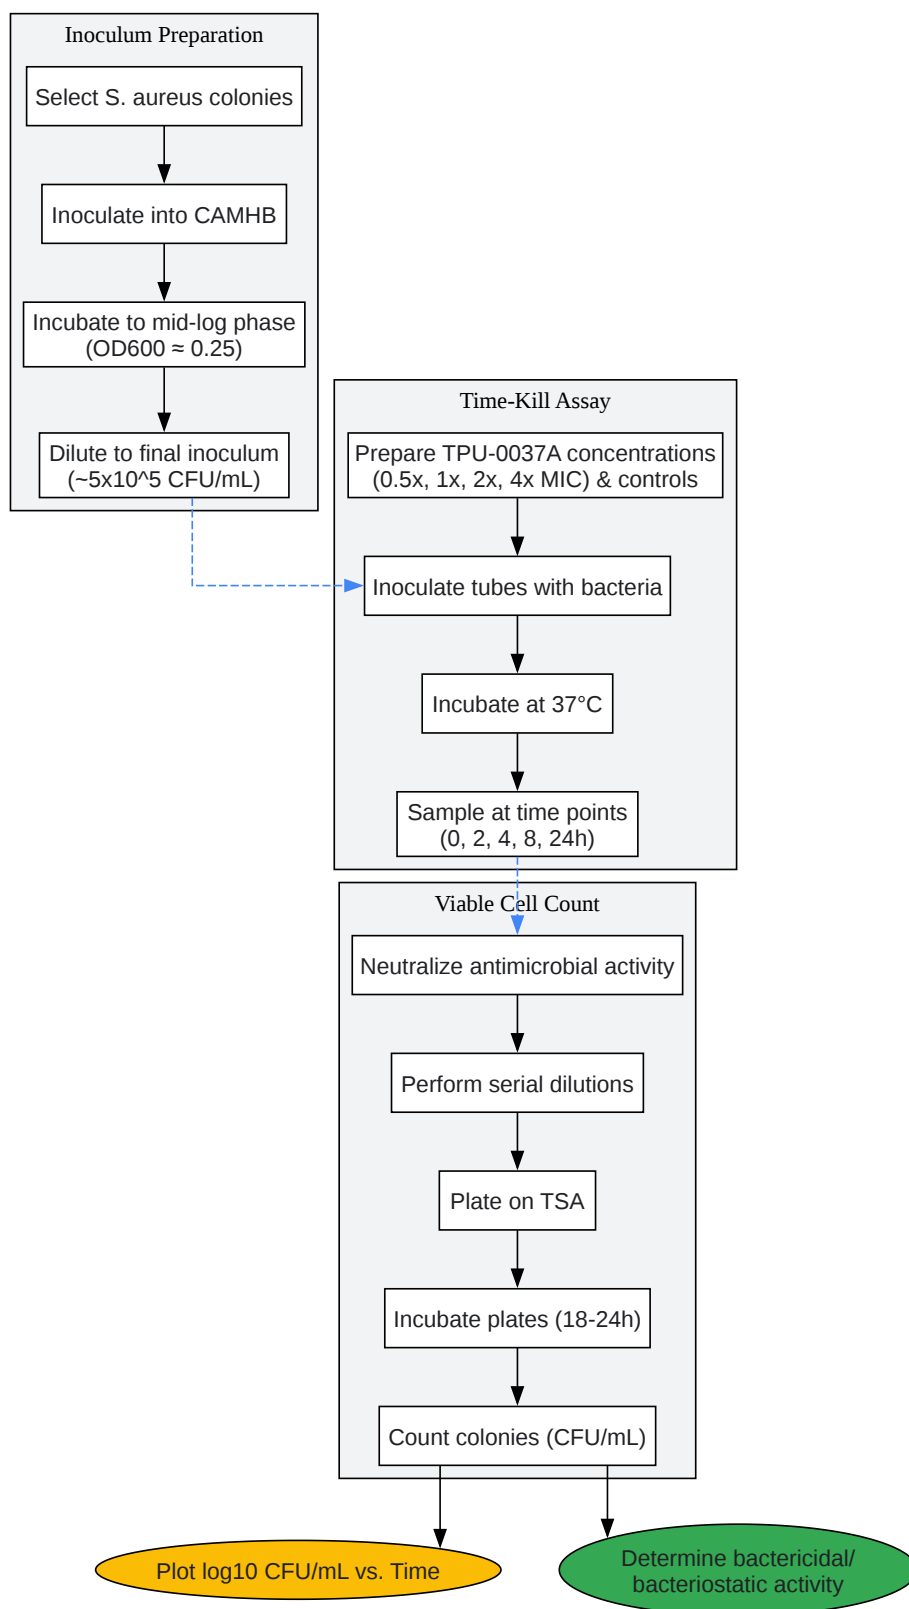 Inoculum Preparation
Select S. aureus colonies
Inoculate into CAMHB
Incubate to mid-log phase
(OD600 ≈ 0.25)
Dilute to final inoculum
(~5x10^5 CFU/mL)
Time-Kill Assay
Prepare TPU-0037A concentrations
(0.5x, 1x, 2x, 4x MIC) & controls
Inoculate tubes with bacteria
Incubate at 37°C
Sample at time points
(0, 2, 4, 8, 24h)
Viable Cell Count
Neutralize antimicrobial activity
Perform serial dilutions
Plate on TSA
Incubate plates (18-24h)
Count colonies (CFU/mL)
Plot log10 CFU/mL vs. Time
Determine bactericidal/
bacteriostatic activity